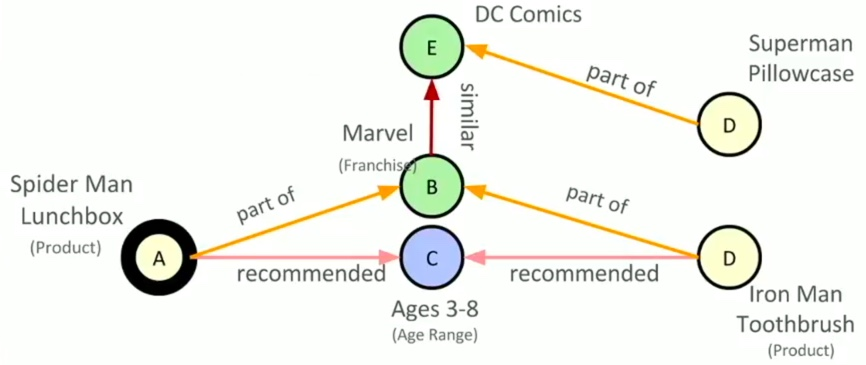 DC Comics
E
Superman
Pillowcase
part of
D
similar
Marvel
(Franchise)
B
Spider Man
Lunchbox
(Product)
A
part of
part of
recommended
C
recommended
D
Ages 3-8
(Age Range)
Iron Man
Toothbrush
(Product)